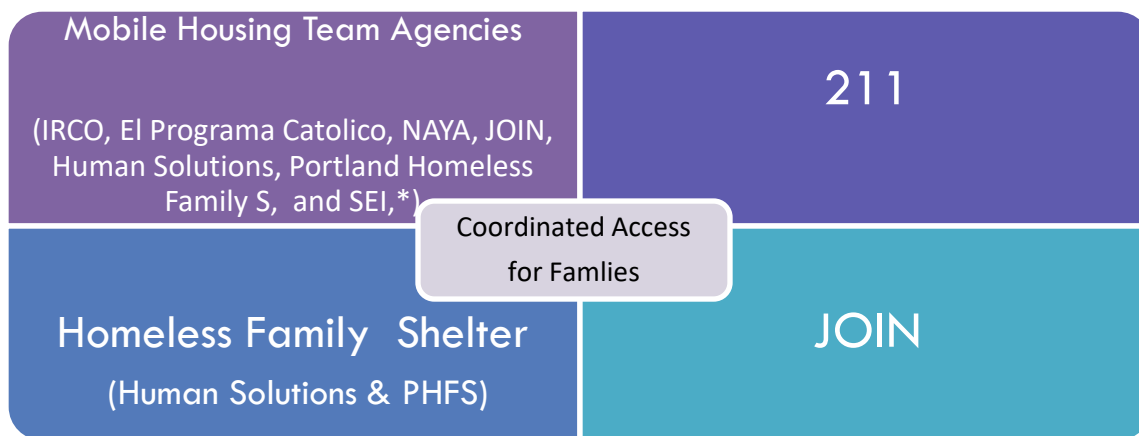 Mobile Housing Team Agencies
(IRCO, El Programa Catolico, NAYA, JOIN,
Human Solutions, Portland Homeless
Family S,  and SEI,*)
211
Coordinated Access
for Famlies
Homeless Family  Shelter
(Human Solutions & PHFS)
JOIN